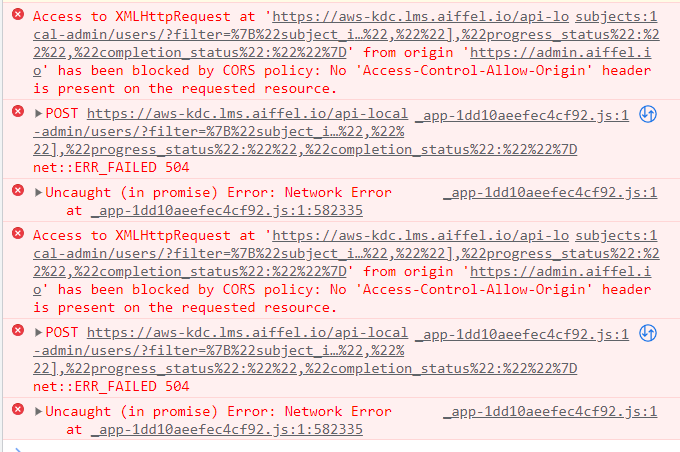 Access to XMLHttpRequest at 'https://aws-kdc.lms.aiffel.io/api-lo subjects:1
cal-admin/users/?filter=%7B%22subject_i…%22,%22%22],%22progress_status%22:%2
2%22,%22completion_status%22:%22%22%7D' from origin 'https://admin.aiffel.i
o' has been blocked by CORS policy: No 'Access-Control-Allow-Origin' header
is present on the requested resource.
▶POST https://aws-kdc.lms.aiffel.io/api-local _app-1dd10aeefec4cf92.js:1
-admin/users/?filter=%7B%22subject_i…%22,%22%
22],%22progress_status%22:%22%22,%22completion_status%22:%22%22%7D
net::ERR_FAILED 504
▶Uncaught (in promise) Error: Network Error _app-1dd10aeefec4cf92.js:1
at _app-1dd10aeefec4cf92.js:1:582335
Access to XMLHttpRequest at 'https://aws-kdc.lms.aiffel.io/api-lo subjects:1
cal-admin/users/?filter=%7B%22subject_i…%22,%22%22],%22progress_status%22:%2
2%22,%22completion_status%22:%22%22%7D' from origin 'https://admin.aiffel.i
o' has been blocked by CORS policy: No 'Access-Control-Allow-Origin' header
is present on the requested resource.
▶POST https://aws-kdc.lms.aiffel.io/api-local _app-1dd10aeefec4cf92.js:1
-admin/users/?filter=%7B%22subject_i…%22,%22%
22],%22progress_status%22:%22%22,%22completion_status%22:%22%22%7D
net::ERR_FAILED 504
▶Uncaught (in promise) Error: Network Error _app-1dd10aeefec4cf92.js:1
at _app-1dd10aeefec4cf92.js:1:582335